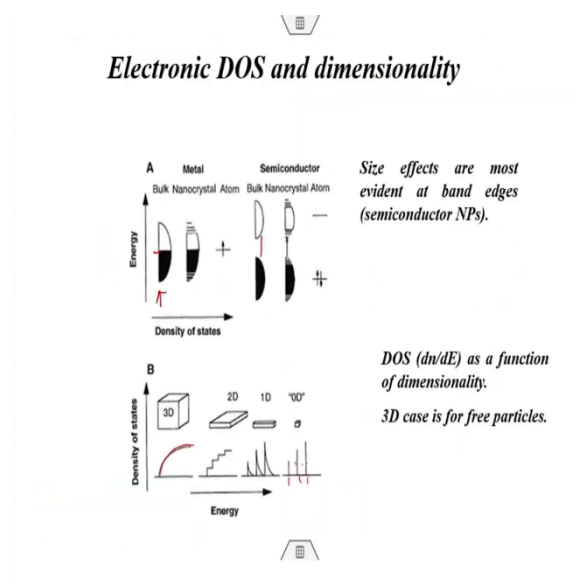 Electronic DOS and dimensionality
A Metal Semiconductor
Bulk Nanocrystal Atom Bulk Nanocrystal Atom
Energy
Density of states
Size effects are most
evident at band edges
(semiconductor NPs).
B
3D 2D 1D "0D"
Density of states
Energy
DOS (dn/dE) as a function
of dimensionality.
3D case is for free particles.